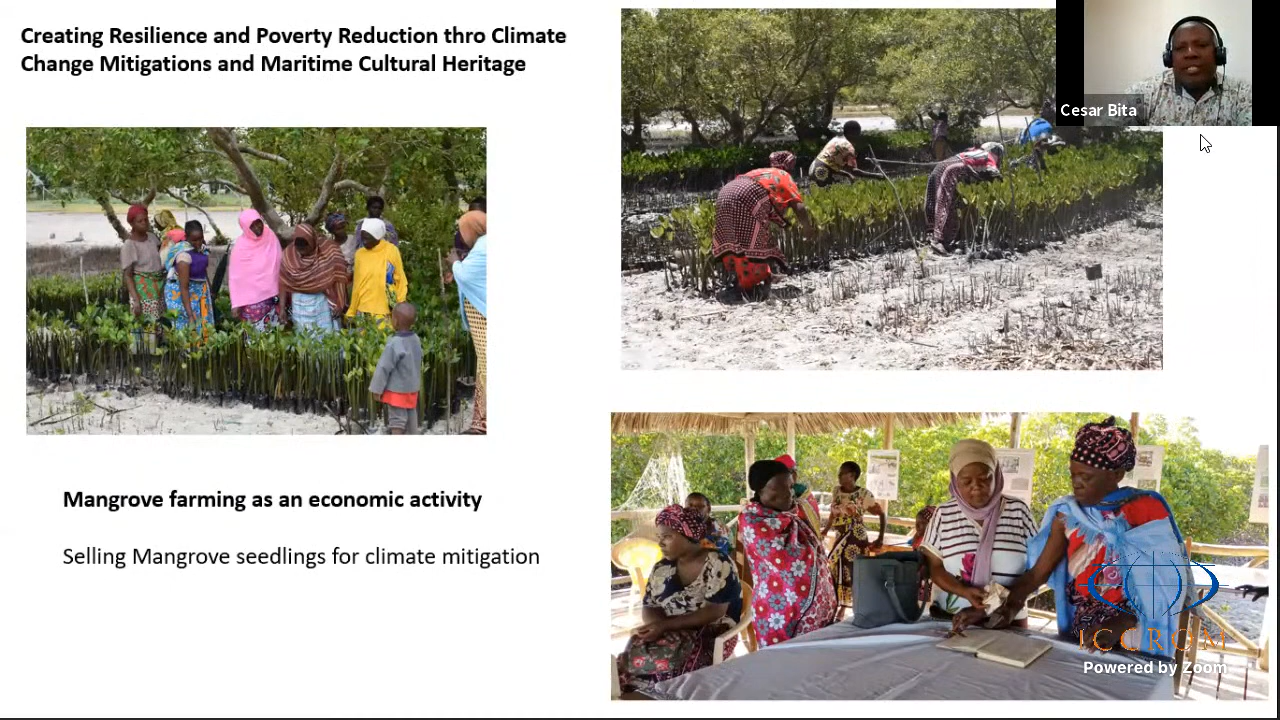 Creating Resilience and Poverty Reduction thro Climate
Change Mitigations and Maritime Cultural Heritage
Cesar Bita
Mangrove farming as an economic activity
Selling Mangrove seedlings for climate mitigation
ICCROM
Powered by Zoom